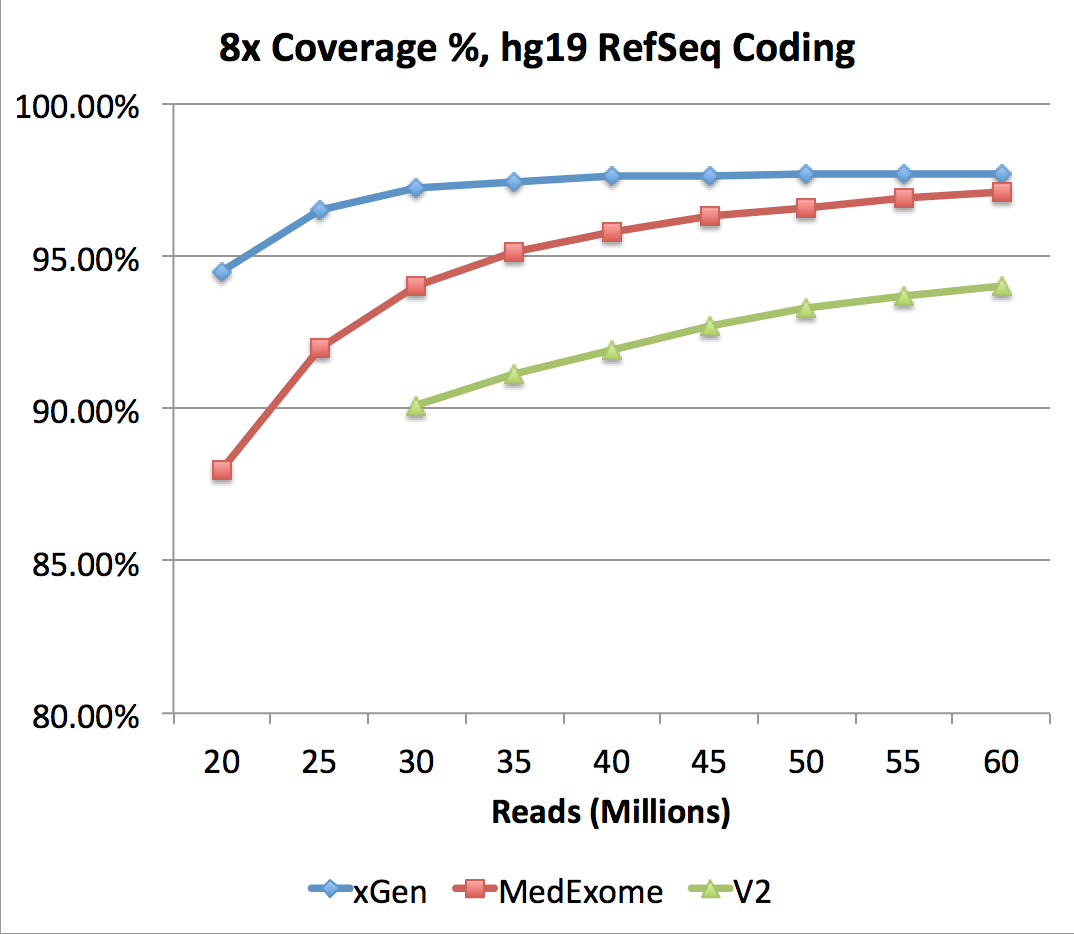 8x Coverage %, hg19 RefSeq Coding
100.00%
95.00%
90.00%
85.00%
80.00%
20 25 30 35 40 45 50 55 60
Reads (Millions)
xGen MedExome V2